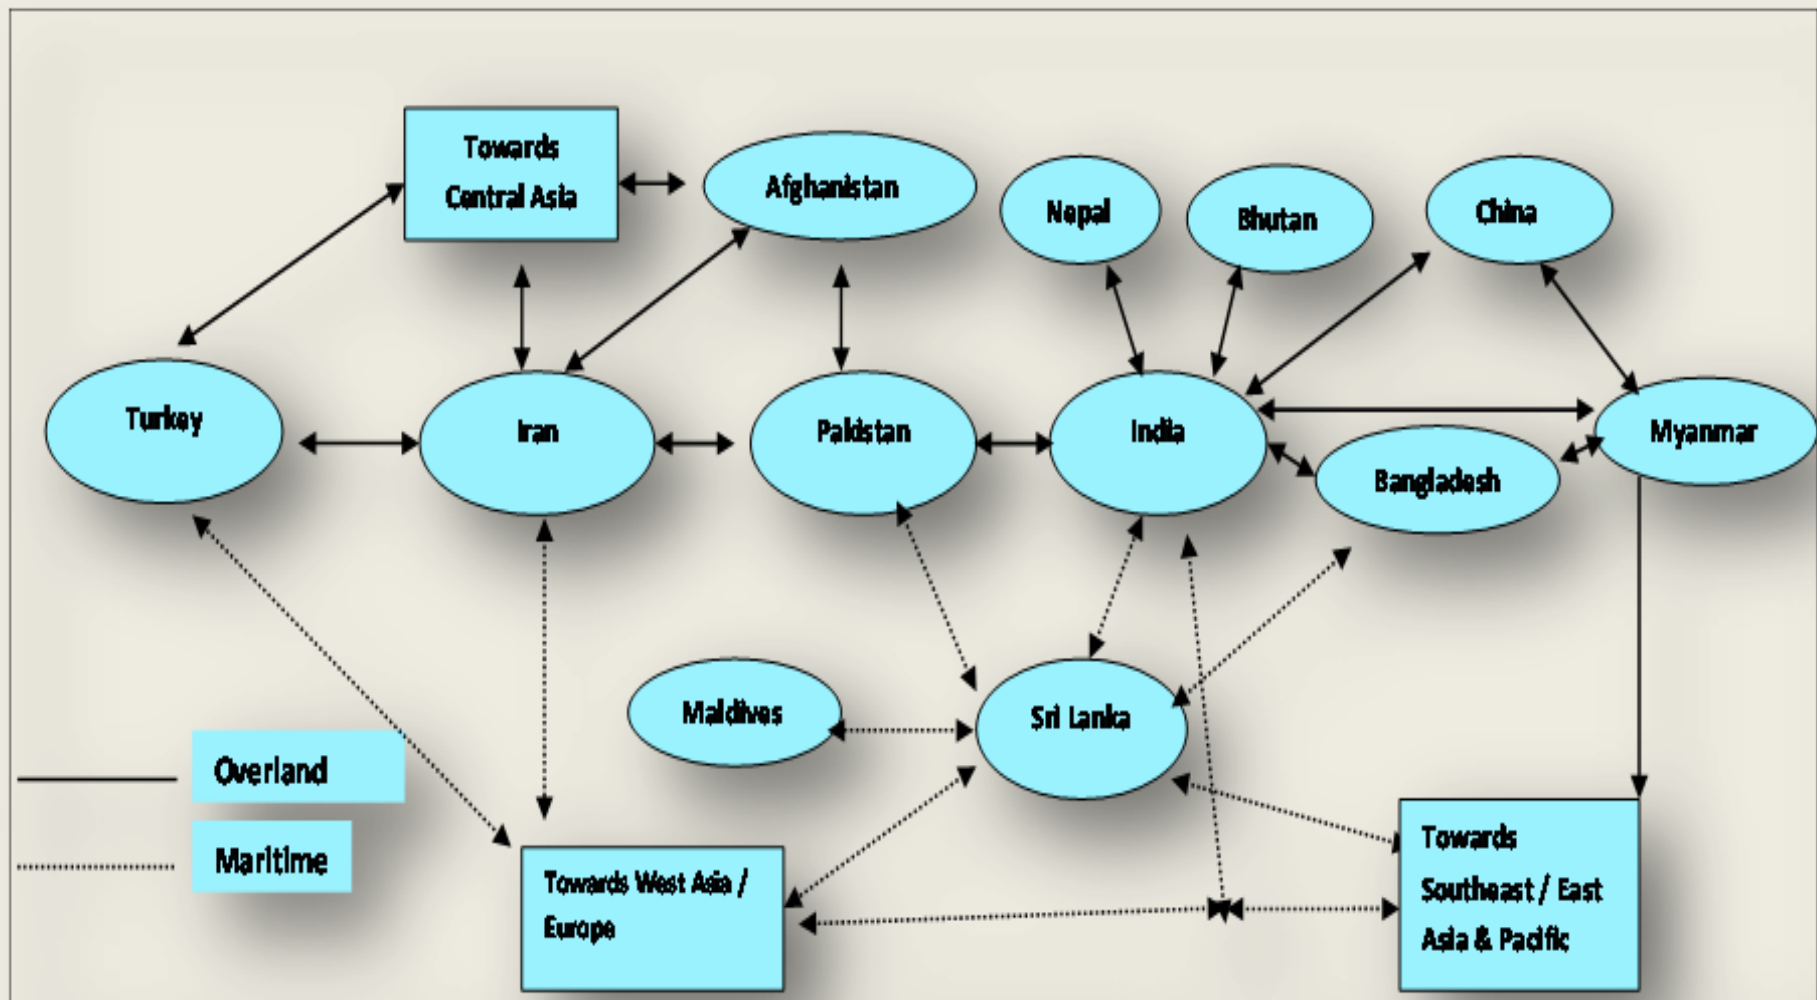 Towards
Central Asia
Afghanistan
Nepal
Bhutan
China
Turkey
Iran
Pakistan
India
Myanmar
Bangladesh
Maldives
Sri Lanka
Overland
Maritime
Towards West Asia /
Europe
Towards
Southeast / East
Asia & Pacific